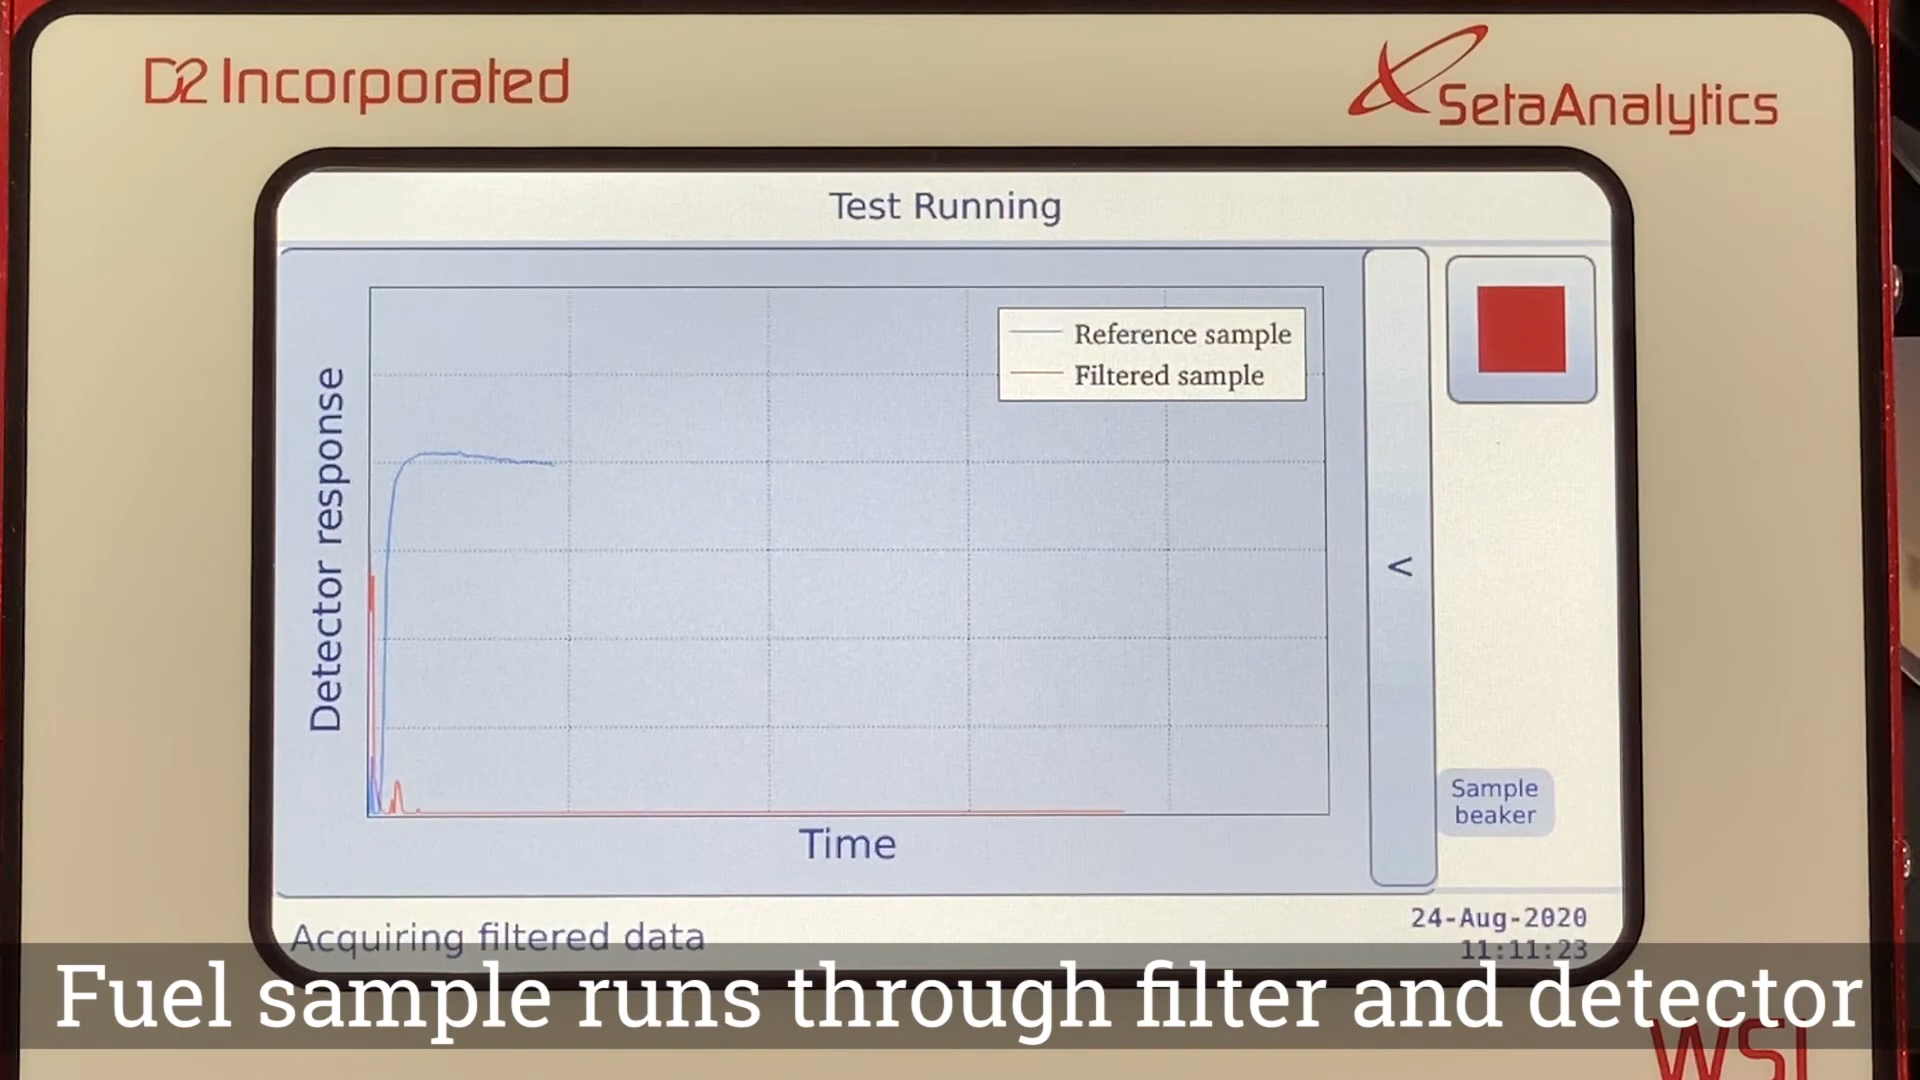 D2 Incorporated
SetaAnalytics
Test Running
Reference sample
Filtered sample
Detector response
<
Time
Sample
beaker
Acquiring filtered data
24-Aug-2020
11:11:23
Fuel sample runs through filter and detector
WSI